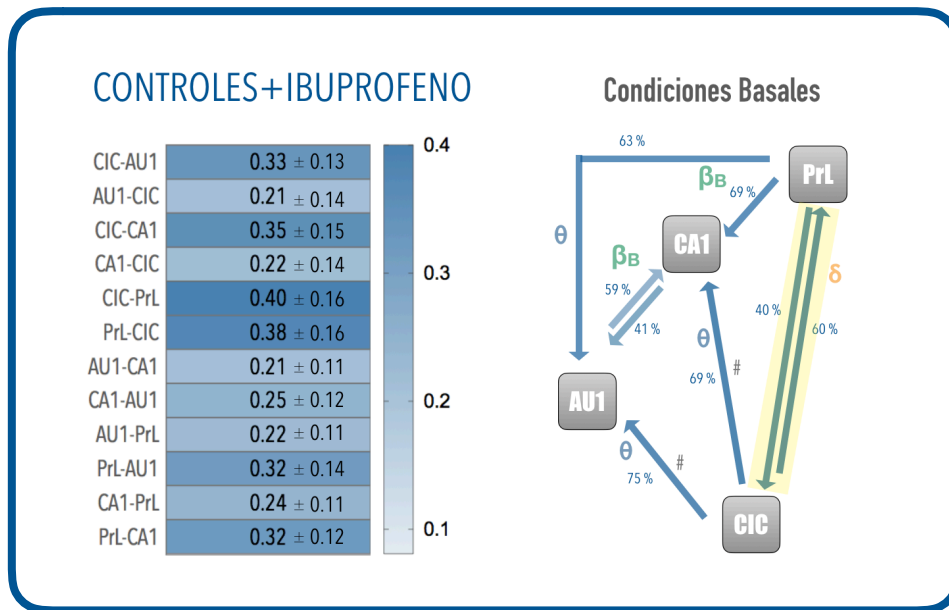 CONTROLES+IBUPROFENO
CIC-AU1 0.33 ± 0.13
AU1-CIC 0.21 ± 0.14
CIC-CA1 0.35 ± 0.15
CA1-CIC 0.22 ± 0.14
CIC-PrL 0.40 ± 0.16
PrL-CIC 0.38 ± 0.16
AU1-CA1 0.21 ± 0.11
CA1-AU1 0.25 ± 0.12
AU1-PrL 0.22 ± 0.11
PrL-AU1 0.32 ± 0.14
CA1-PrL 0.24 ± 0.11
PrL-CA1 0.32 ± 0.12
0.4
0.3
0.2
0.1
Condiciones Basales
63 %
PrL
βB
69 %
θ
CA1
βB
δ
59 %
41 %
40 %
60 %
θ
#
69 %
AU1
θ
#
75 %
CIC